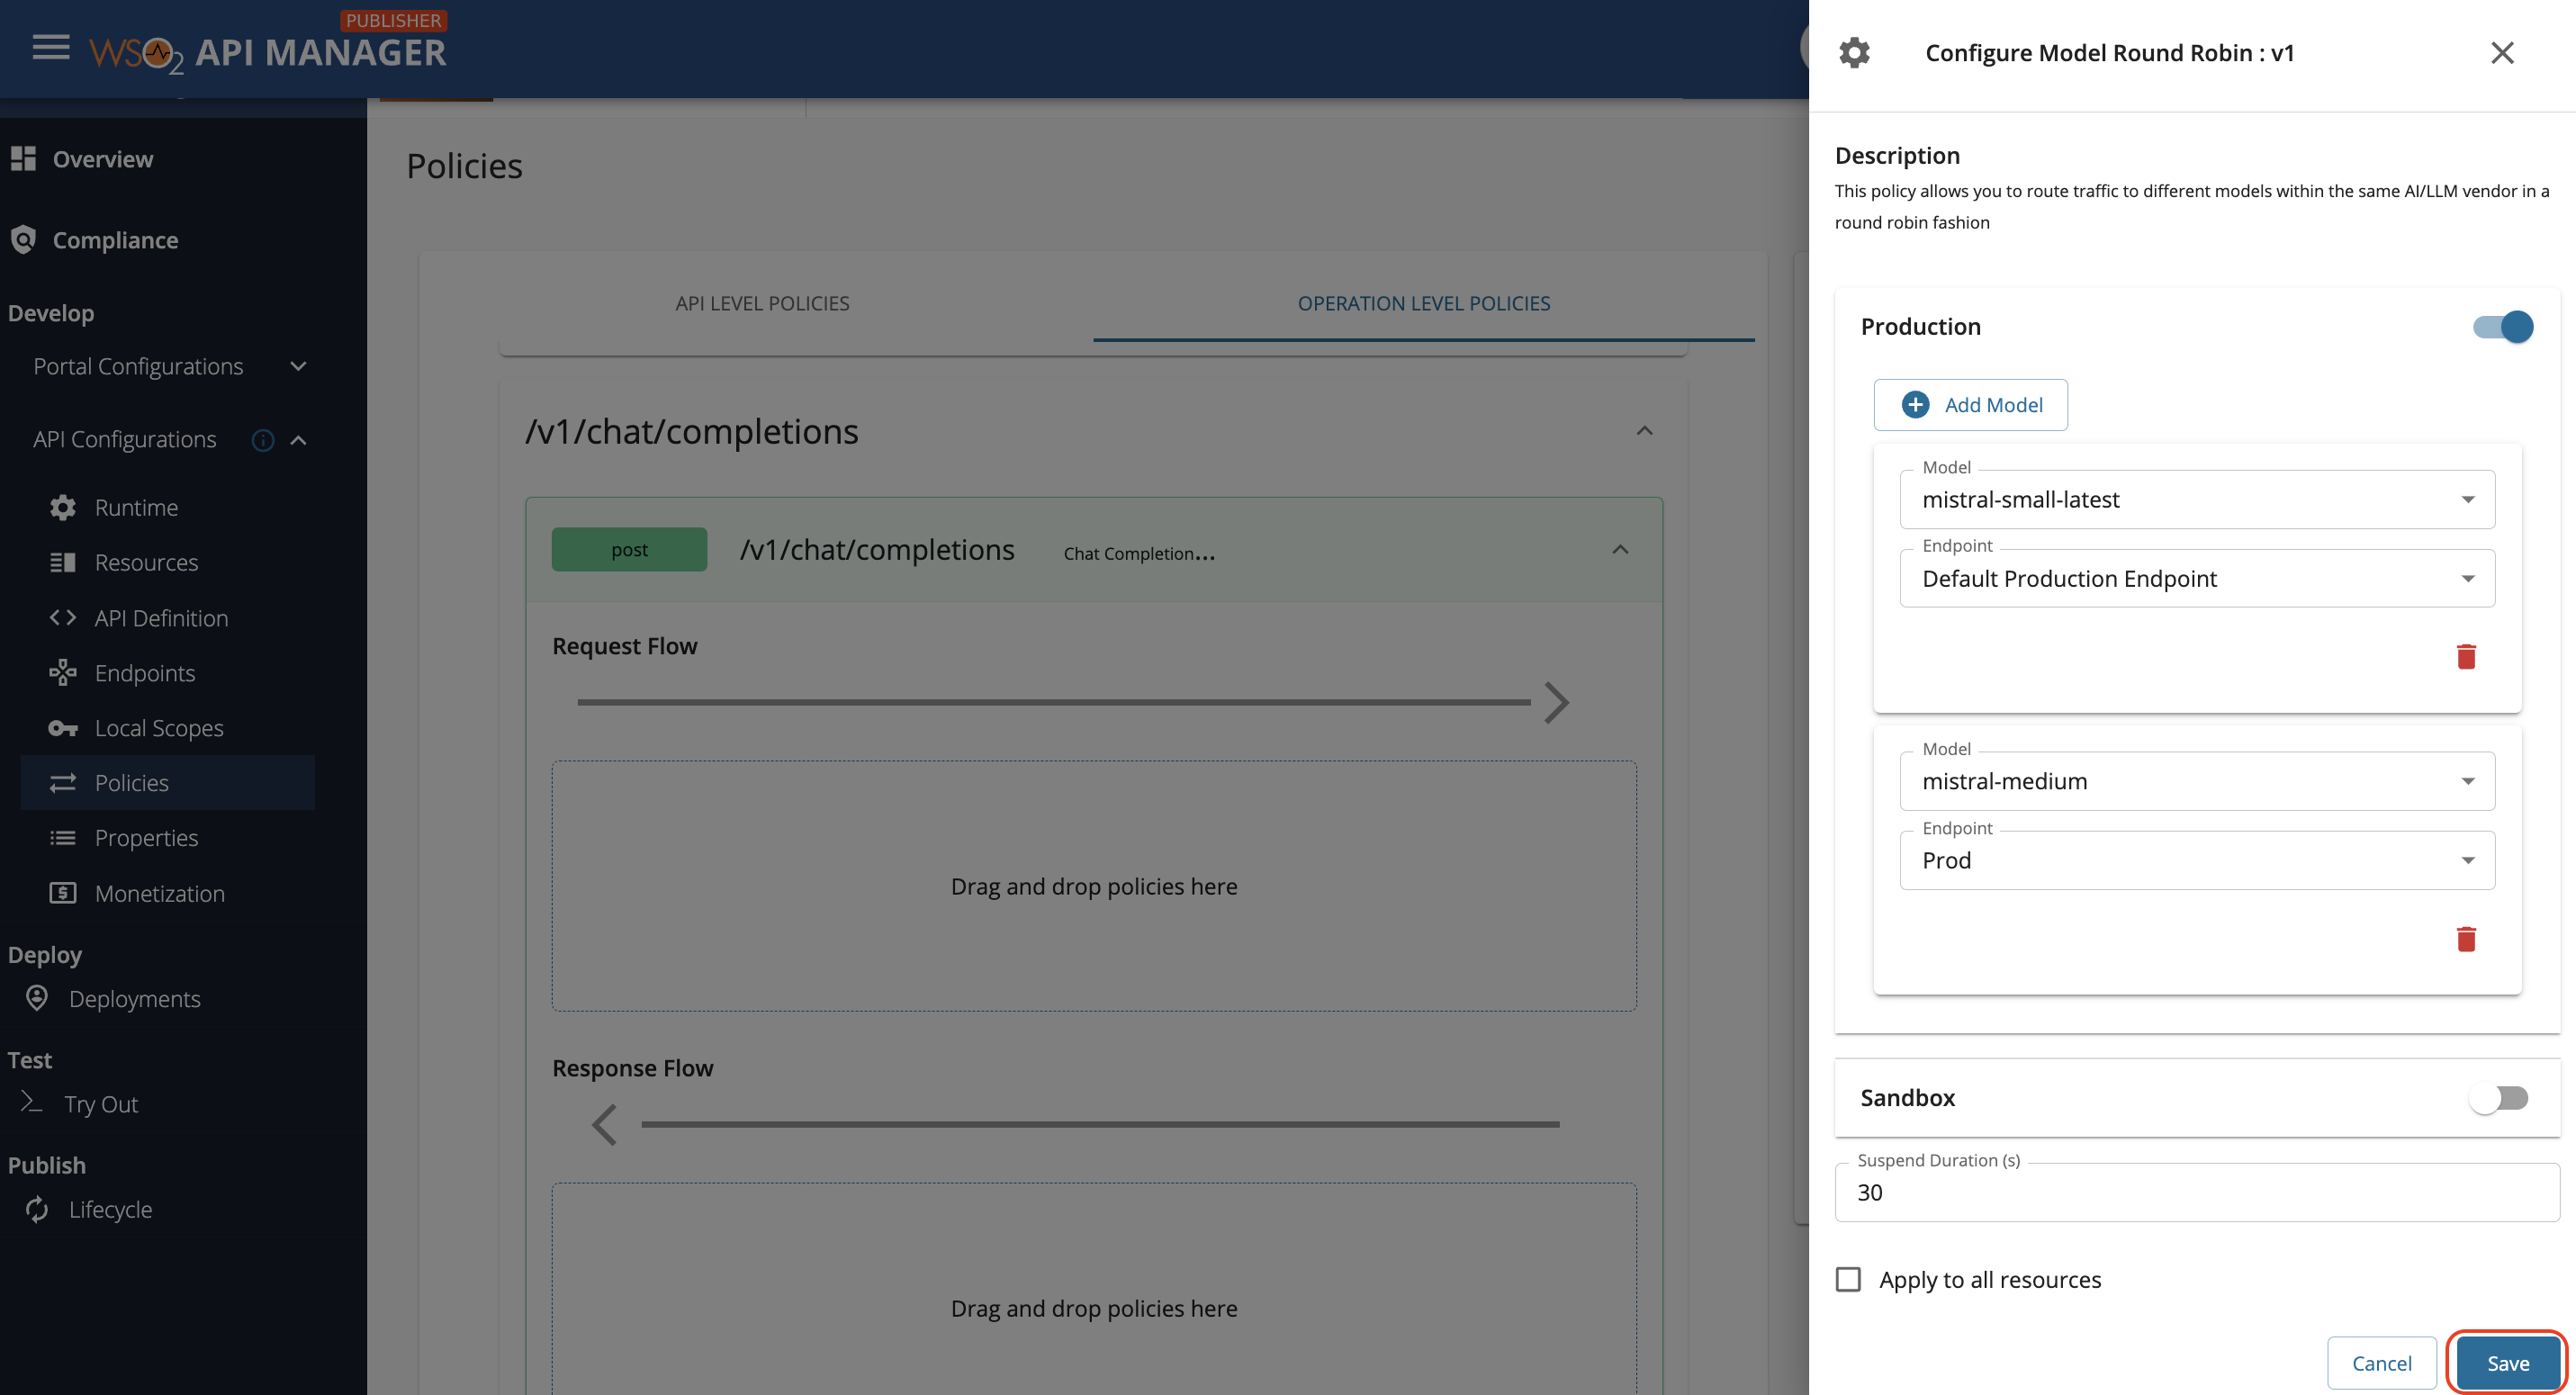 PUBLISHER
WSO2 API MANAGER
Overview
Compliance
Develop
Portal Configurations
API Configurations
Runtime
Resources
API Definition
Endpoints
Local Scopes
Policies
Properties
Monetization
Deploy
Deployments
Test
Try Out
Publish
Lifecycle
Policies
API LEVEL POLICIES
OPERATION LEVEL POLICIES
/v1/chat/completions
post /v1/chat/completions Chat Completion...
Request Flow
Drag and drop policies here
Response Flow
Drag and drop policies here
Configure Model Round Robin : v1
Description
This policy allows you to route traffic to different models within the same AI/LLM vendor in a
round robin fashion
Production
Add Model
Model
mistral-small-latest
Endpoint
Default Production Endpoint
Model
mistral-medium
Endpoint
Prod
Sandbox
Suspend Duration (s)
30
Apply to all resources
Cancel
Save